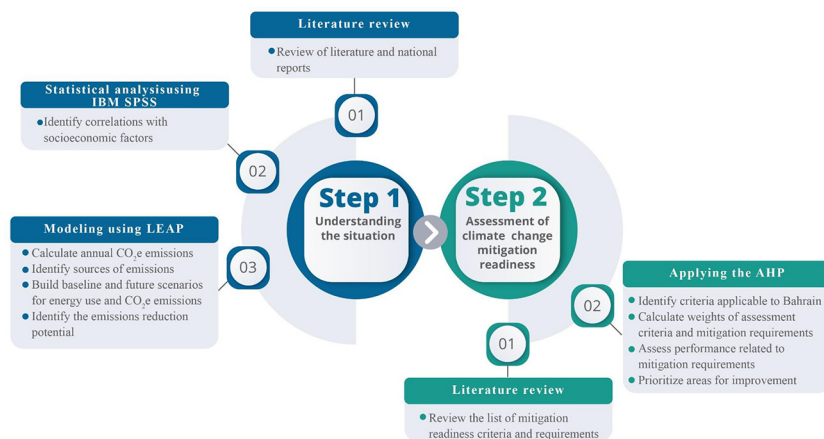 Literature review
● Review of literature and national
reports
01
Statistical analysisusing
IBM SPSS
● Identify correlations with
socioeconomic factors
02
Modeling using LEAP
● Calculate annual CO₂e emissions
● Identify sources of emissions
● Build baseline and future scenarios
for energy use and CO₂e emissions
● Identify the emissions reduction
potential
03
Step 1
Understanding
the situation
Step 2
Assessment of
climate change
mitigation
readiness
Applying the AHP
● Identify criteria applicable to Bahrain
● Calculate weights of assessment
criteria and mitigation requirements
● Assess performance related to
mitigation requirements
● Prioritize areas for improvement
02
01
Literature review
● Review the list of mitigation
readiness criteria and requirements